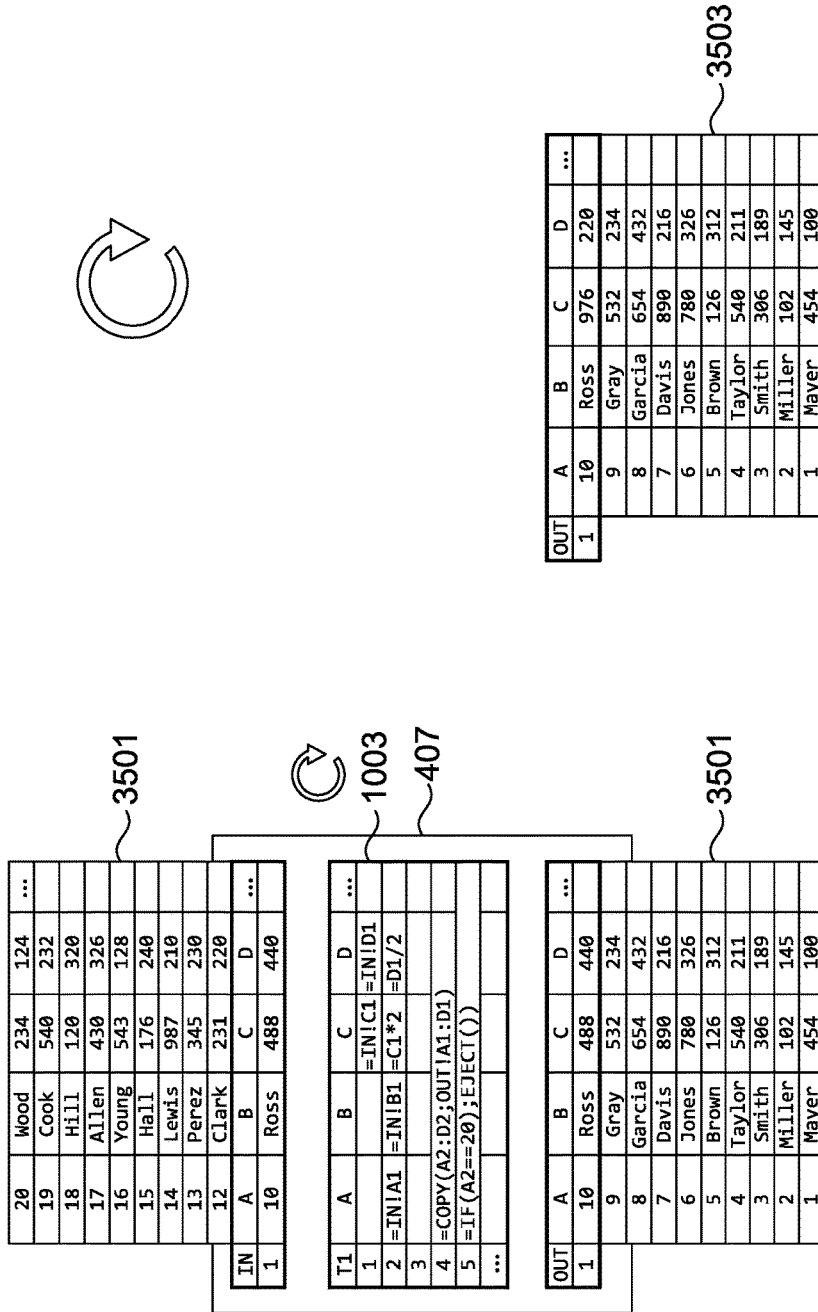 20 Wood 234 124 ...
19 Cook 540 232
18 Hill 120 320
17 Allen 430 326
16 Young 543 128
15 Hall 176 240
14 Lewis 987 210
13 Perez 345 230
12 Clark 231 220
IN A B C D ...
1 10 Ross 488 440
3501
T1 A B C D ...
1 =IN!C1 =IN!D1
2 =IN!A1 =IN!B1 =C1*2 =D1/2
3
4 =COPY(A2:D2;OUT!A1:D1)
5 =IF(A2==20);EJECT())
...
1003
407
OUT A B C D ...
1 10 Ross 488 440
9 Gray 532 234
8 Garcia 654 432
7 Davis 890 216
6 Jones 780 326
5 Brown 126 312
4 Taylor 540 211
3 Smith 306 189
2 Miller 102 145
1 Maver 454 100
3501
OUT A B C D ...
1 10 Ross 976 220
9 Gray 532 234
8 Garcia 654 432
7 Davis 890 216
6 Jones 780 326
5 Brown 126 312
4 Taylor 540 211
3 Smith 306 189
2 Miller 102 145
1 Maver 454 100
3503